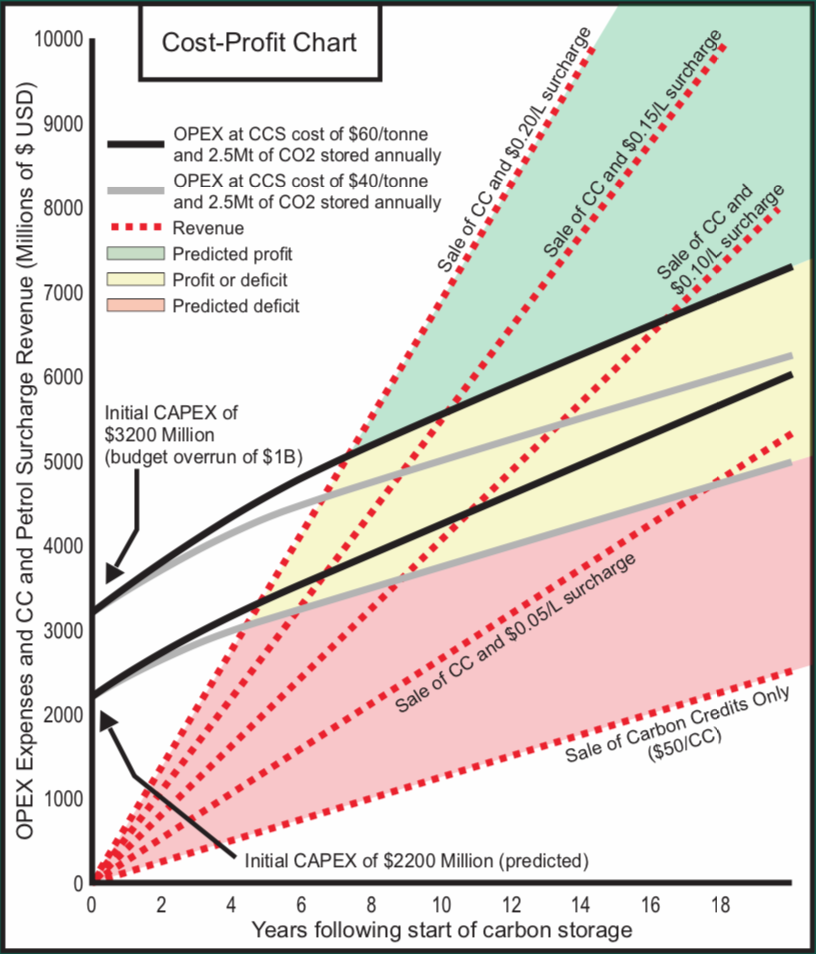 Cost-Profit Chart
OPEX Expenses and CC and Petrol Surcharge Revenue (Millions of $ USD)
10000
9000
8000
7000
6000
5000
4000
3000
2000
1000
0
OPEX at CCS cost of $60/tonne
and 2.5Mt of CO2 stored annually
OPEX at CCS cost of $40/tonne
and 2.5Mt of CO2 stored annually
Revenue
Predicted profit
Profit or deficit
Predicted deficit
Sale of CC and $0.20/L surcharge
Sale of CC and $0.15/L surcharge
Sale of CC and
$0.10/L surcharge
Initial CAPEX of
$3200 Million
(budget overrun of $1B)
Sale of CC and $0.05/L surcharge
Sale of Carbon Credits Only
($50/CC)
Initial CAPEX of $2200 Million (predicted)
0 2 4 6 8 10 12 14 16 18
Years following start of carbon storage